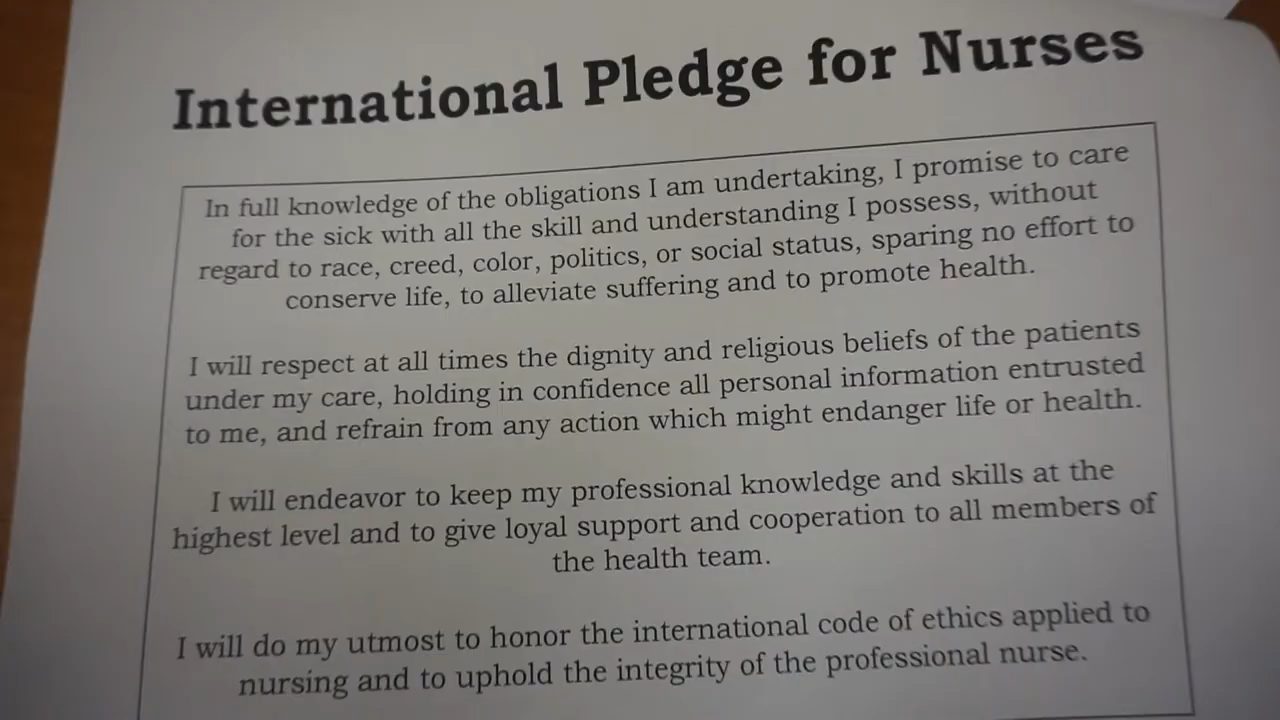 International Pledge for Nurses
In full knowledge of the obligations I am undertaking, I promise to care
for the sick with all the skill and understanding I possess, without
regard to race, creed, color, politics, or social status, sparing no effort to
conserve life, to alleviate suffering and to promote health.
I will respect at all times the dignity and religious beliefs of the patients
under my care, holding in confidence all personal information entrusted
to me, and refrain from any action which might endanger life or health.
I will endeavor to keep my professional knowledge and skills at the
highest level and to give loyal support and cooperation to all members of
the health team.
I will do my utmost to honor the international code of ethics applied to
nursing and to uphold the integrity of the professional nurse.